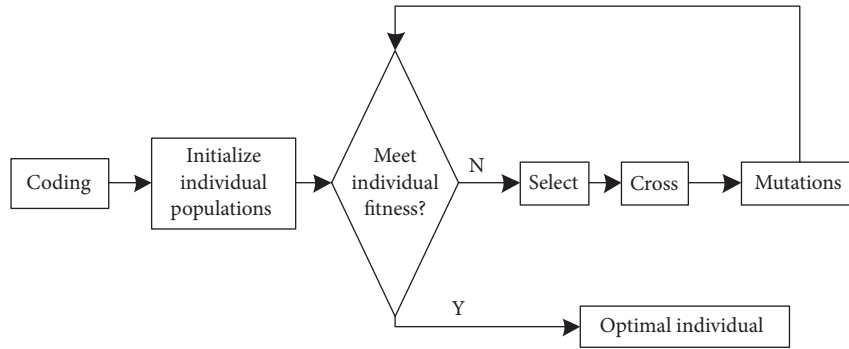 Coding
Initialize
individual
populations
Meet
individual
fitness?
N
Select
Cross
Mutations
Y
Optimal individual